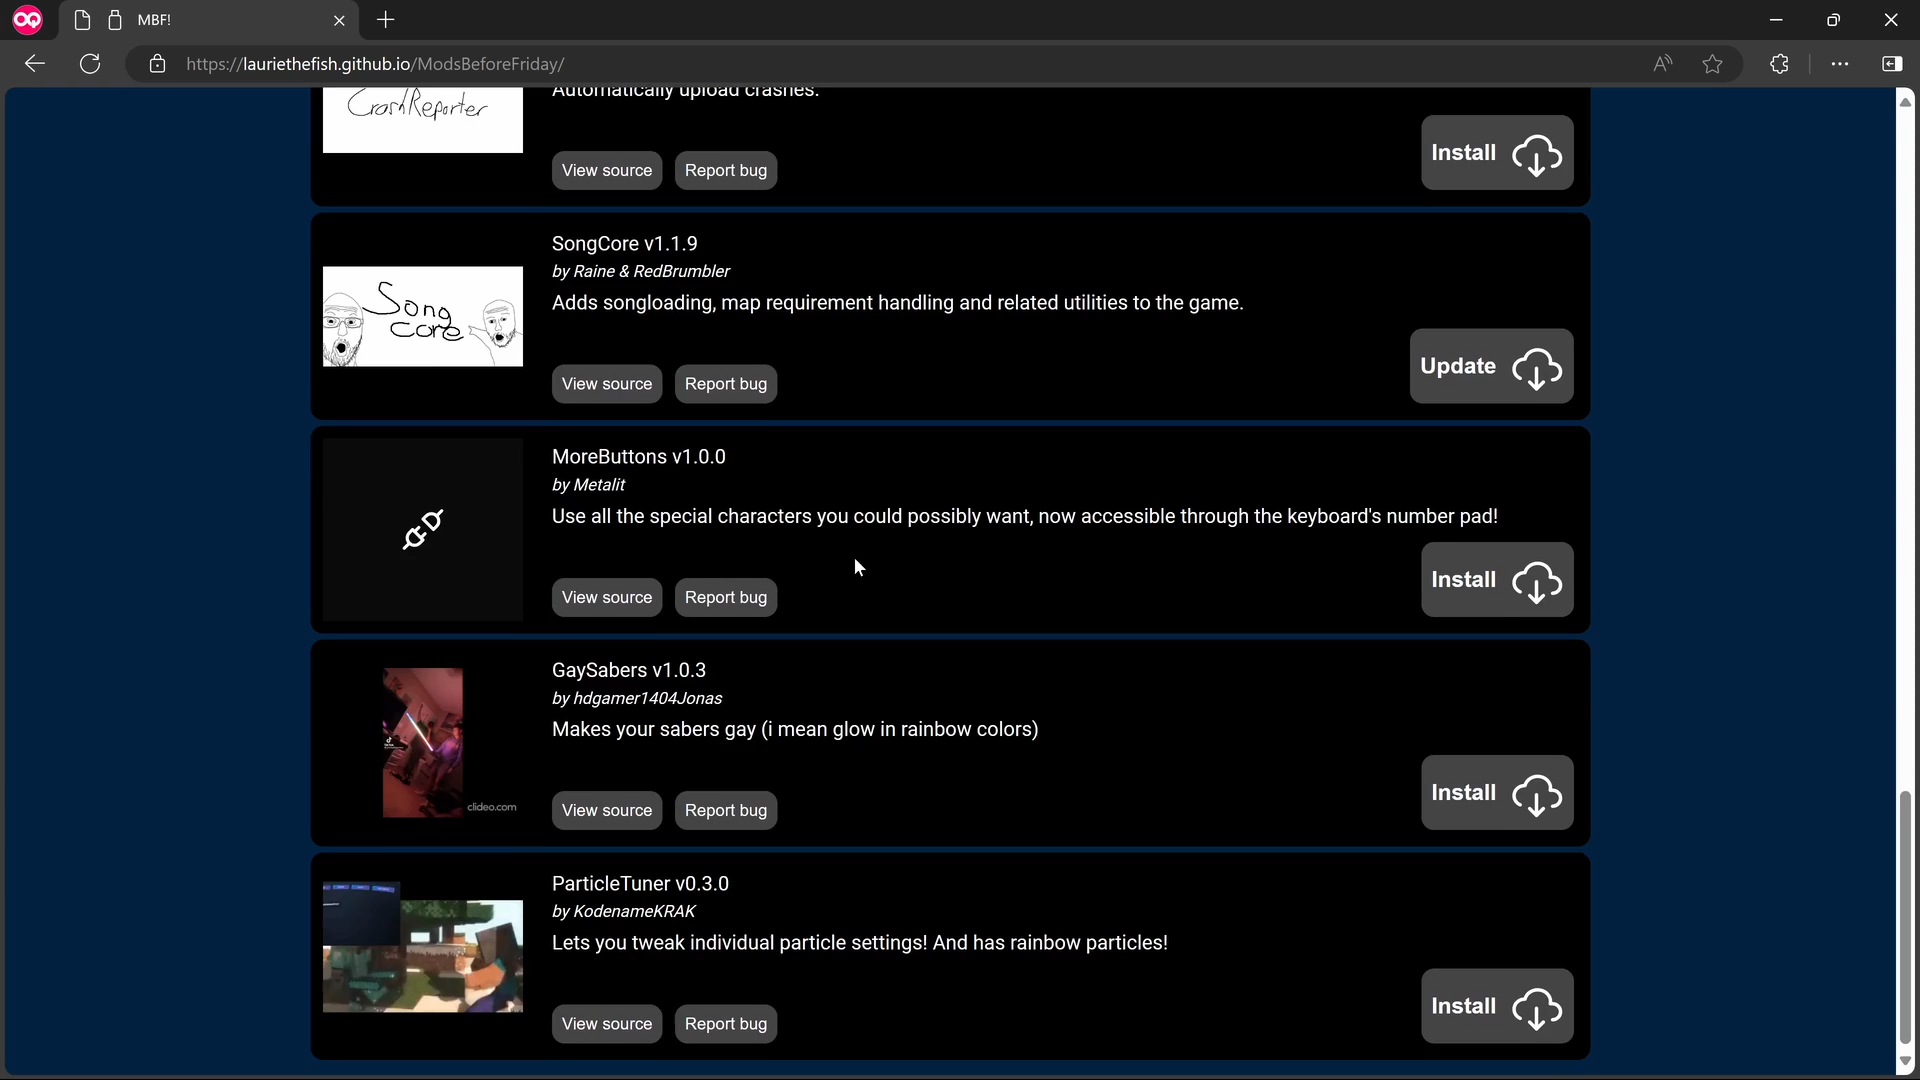 MBF!
https://lauriethefish.github.io/ModsBeforeFriday/
CrashReporter
Automatically upload crashes.
Install
View source
Report bug
SongCore v1.1.9
by Raine & RedBrumbler
Adds songloading, map requirement handling and related utilities to the game.
Song
core
Update
View source
Report bug
MoreButtons v1.0.0
by Metalit
Use all the special characters you could possibly want, now accessible through the keyboard's number pad!
Install
View source
Report bug
GaySabers v1.0.3
by hdgamer1404Jonas
Makes your sabers gay (i mean glow in rainbow colors)
Install
clideo.com
View source
Report bug
ParticleTuner v0.3.0
by KodenameKRAK
Lets you tweak individual particle settings! And has rainbow particles!
Install
View source
Report bug